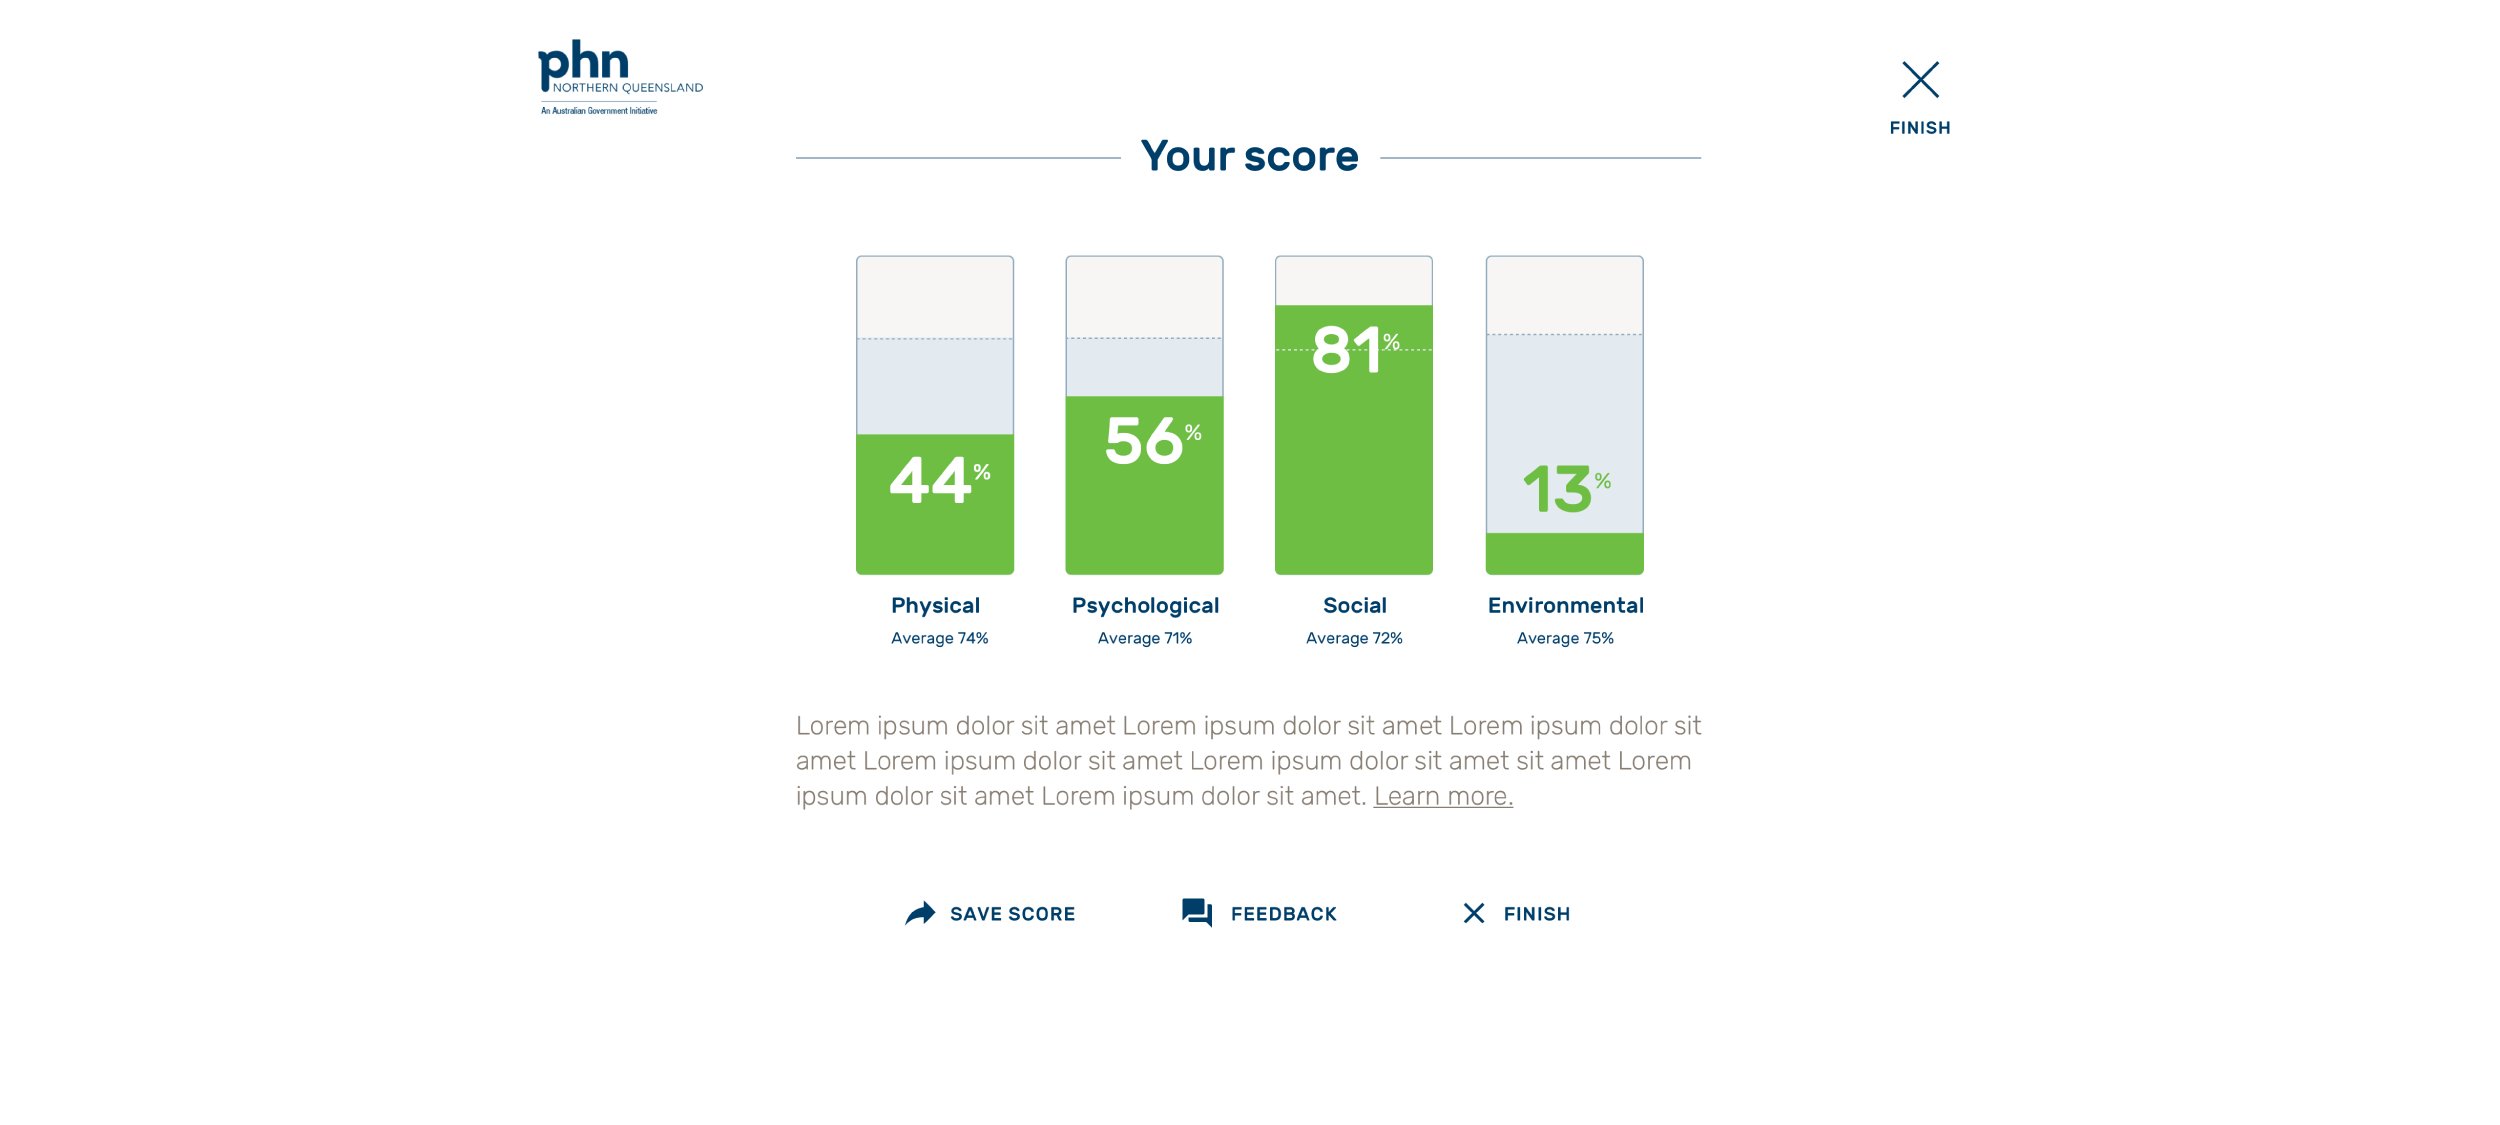 phn
NORTHERN QUEENSLAND
An Australian Government Initiative
FINISH
Your score
44%
56%
81%
13%
Physical
Average 74%
Psychological
Average 71%
Social
Average 72%
Environmental
Average 75%
Lorem ipsum dolor sit amet Lorem ipsum dolor sit amet Lorem ipsum dolor sit
amet Lorem ipsum dolor sit amet Lorem ipsum dolor sit amet sit amet Lorem
ipsum dolor sit amet Lorem ipsum dolor sit amet. Learn more.
SAVE SCORE
FEEDBACK
FINISH